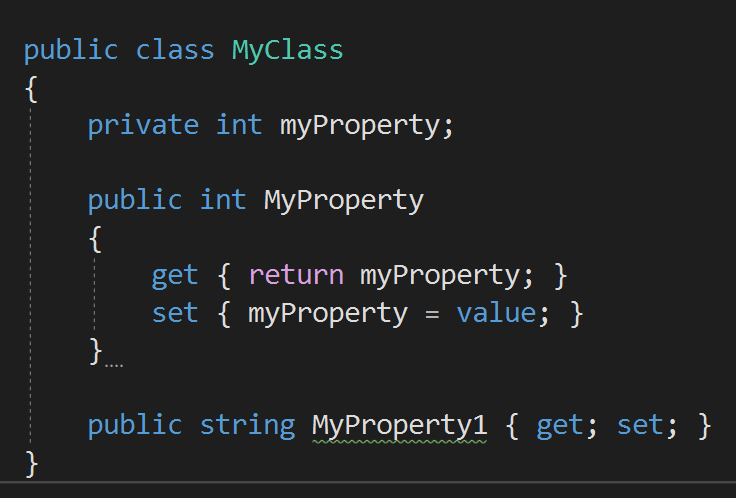 public class MyClass
{
private int myProperty;
public int MyProperty
{
get { return myProperty; }
set { myProperty = value; }
}
public string MyProperty1 { get; set; }
}